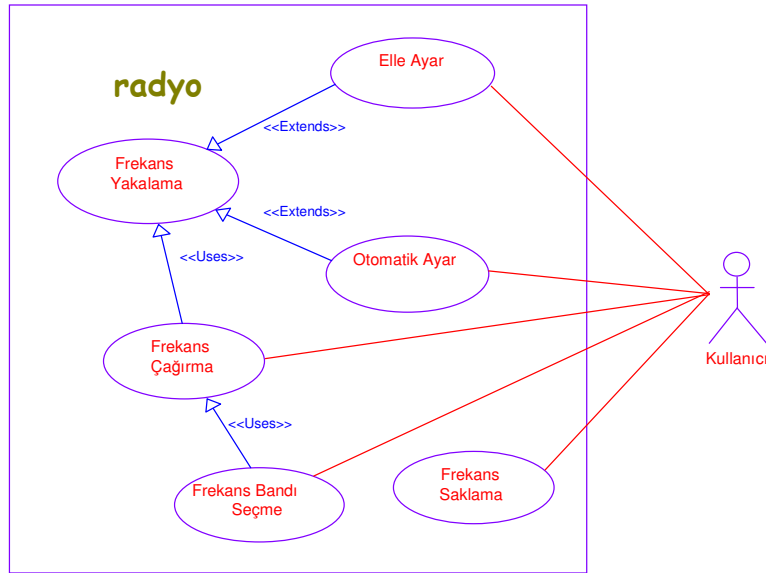 Elle Ayar
radyo
<<Extends>>
Frekans
Yakalama
<<Extends>>
<<Uses>>
Otomatik Ayar
Frekans
Çağırma
Kullanıcı
<<Uses>>
Frekans Bandı
Seçme
Frekans
Saklama